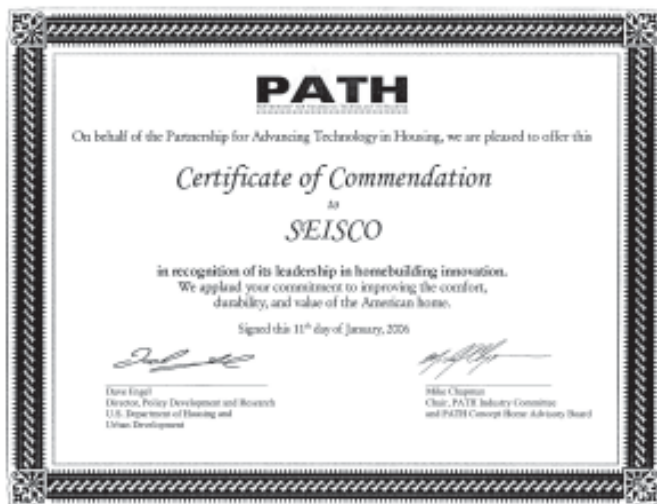 PATH
On behalf of the Partnership for Advancing Technology in Housing, we are pleased to offer this
Certificate of Commendation
to
SEISCO
in recognition of its leadership in homebuilding innovation.
We applaud your commitment to improving the comfort,
durability, and value of the American home.
Signed this 11th day of January, 2006
Dave Engel
Director, Policy Development and Research
U.S. Department of Housing and
Urban Development
Mike Chapman
Chair, PATH Industry Committee
and PATH Concept Home Advisory Board